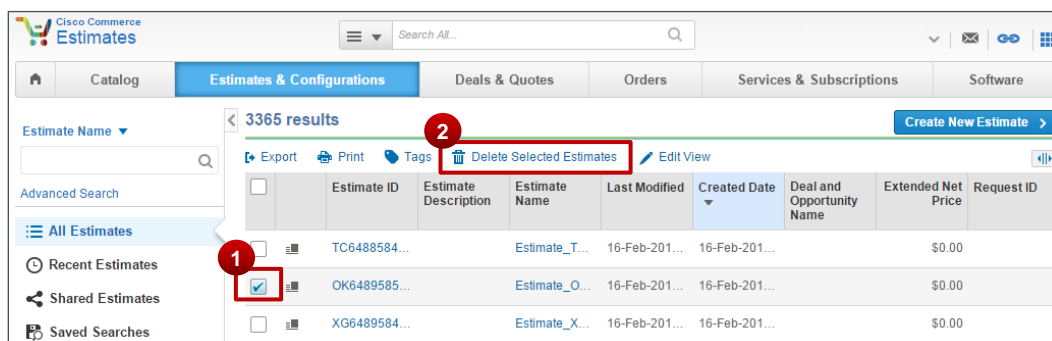 Cisco Commerce
Estimates
Search All...
Catalog
Estimates & Configurations
Deals & Quotes
Orders
Services & Subscriptions
Software
Estimate Name
3365 results
2
Create New Estimate
Export
Print
Tags
Delete Selected Estimates
Edit View
Advanced Search
Estimate ID
Estimate Description
Estimate Name
Last Modified
Created Date
Deal and Opportunity Name
Extended Net Price
Request ID
All Estimates
Recent Estimates
Shared Estimates
Saved Searches
1
TC6488584... Estimate_T... 16-Feb-201... 16-Feb-201... $0.00
OK6489585... Estimate_O... 16-Feb-201... 16-Feb-201... $0.00
XG6489584... Estimate_X... 16-Feb-201... 16-Feb-201... $0.00